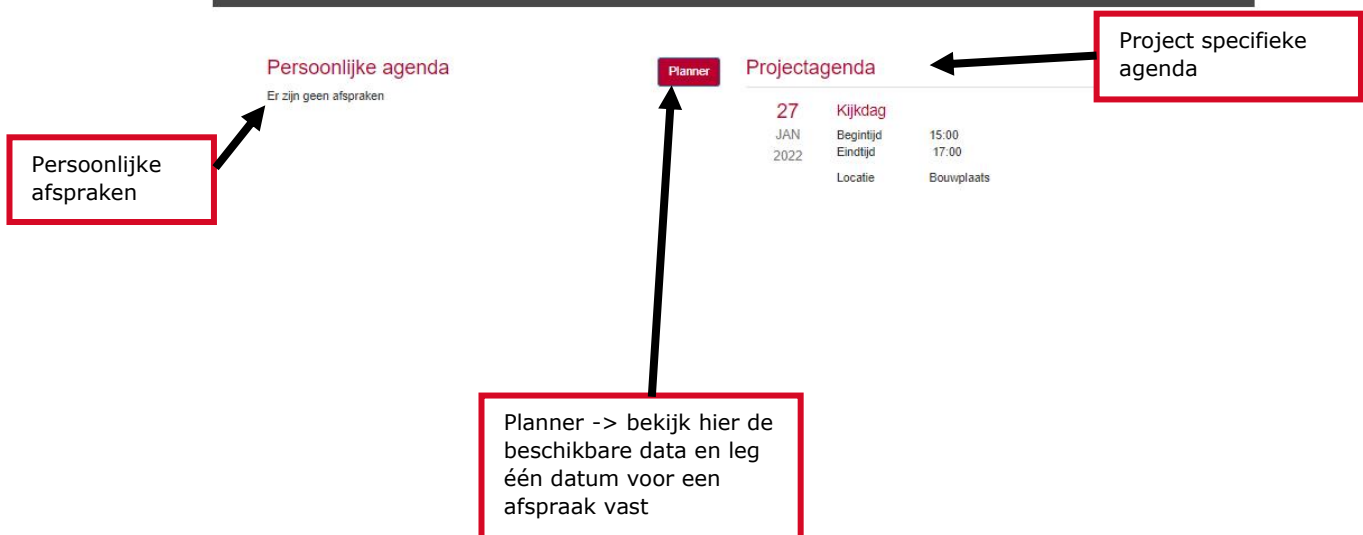 Persoonlijke agenda
Er zijn geen afspraken
Persoonlijke
afspraken
Planner
Projectagenda
27 Kijkdag
JAN Begintijd 15:00
2022 Eindtijd 17:00
Locatie Bouwplaats
Project specifieke
agenda
Planner -> bekijk hier de
beschikbare data en leg
één datum voor een
afspraak vast